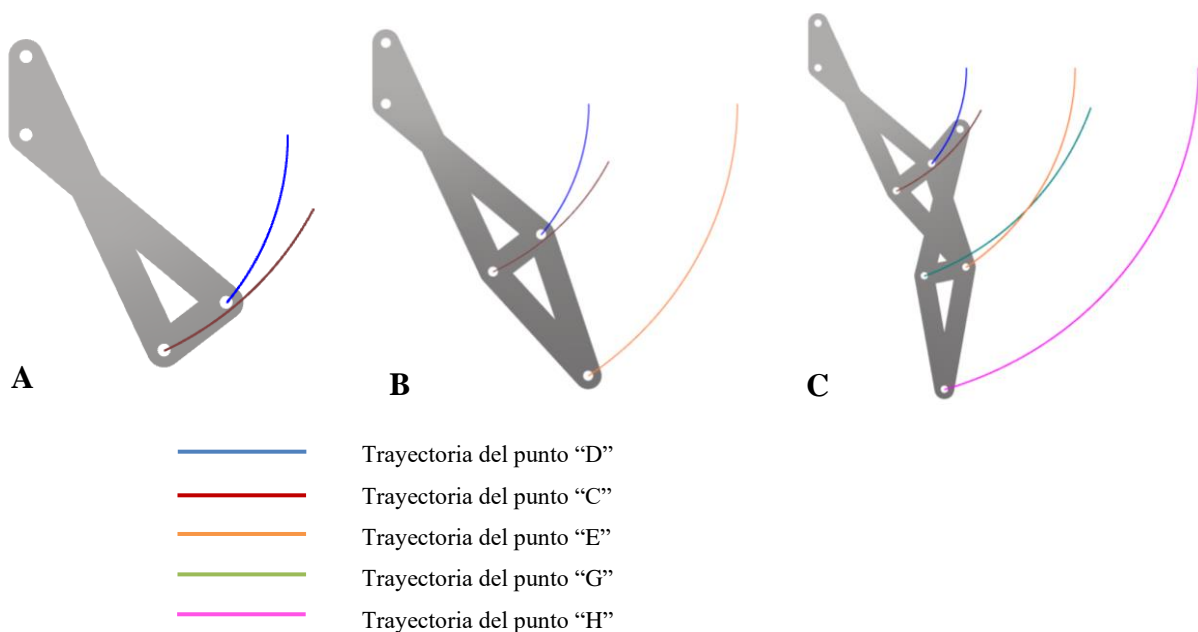 A
B
C
Trayectoria del punto “D”
Trayectoria del punto “C”
Trayectoria del punto “E”
Trayectoria del punto “G”
Trayectoria del punto “H”